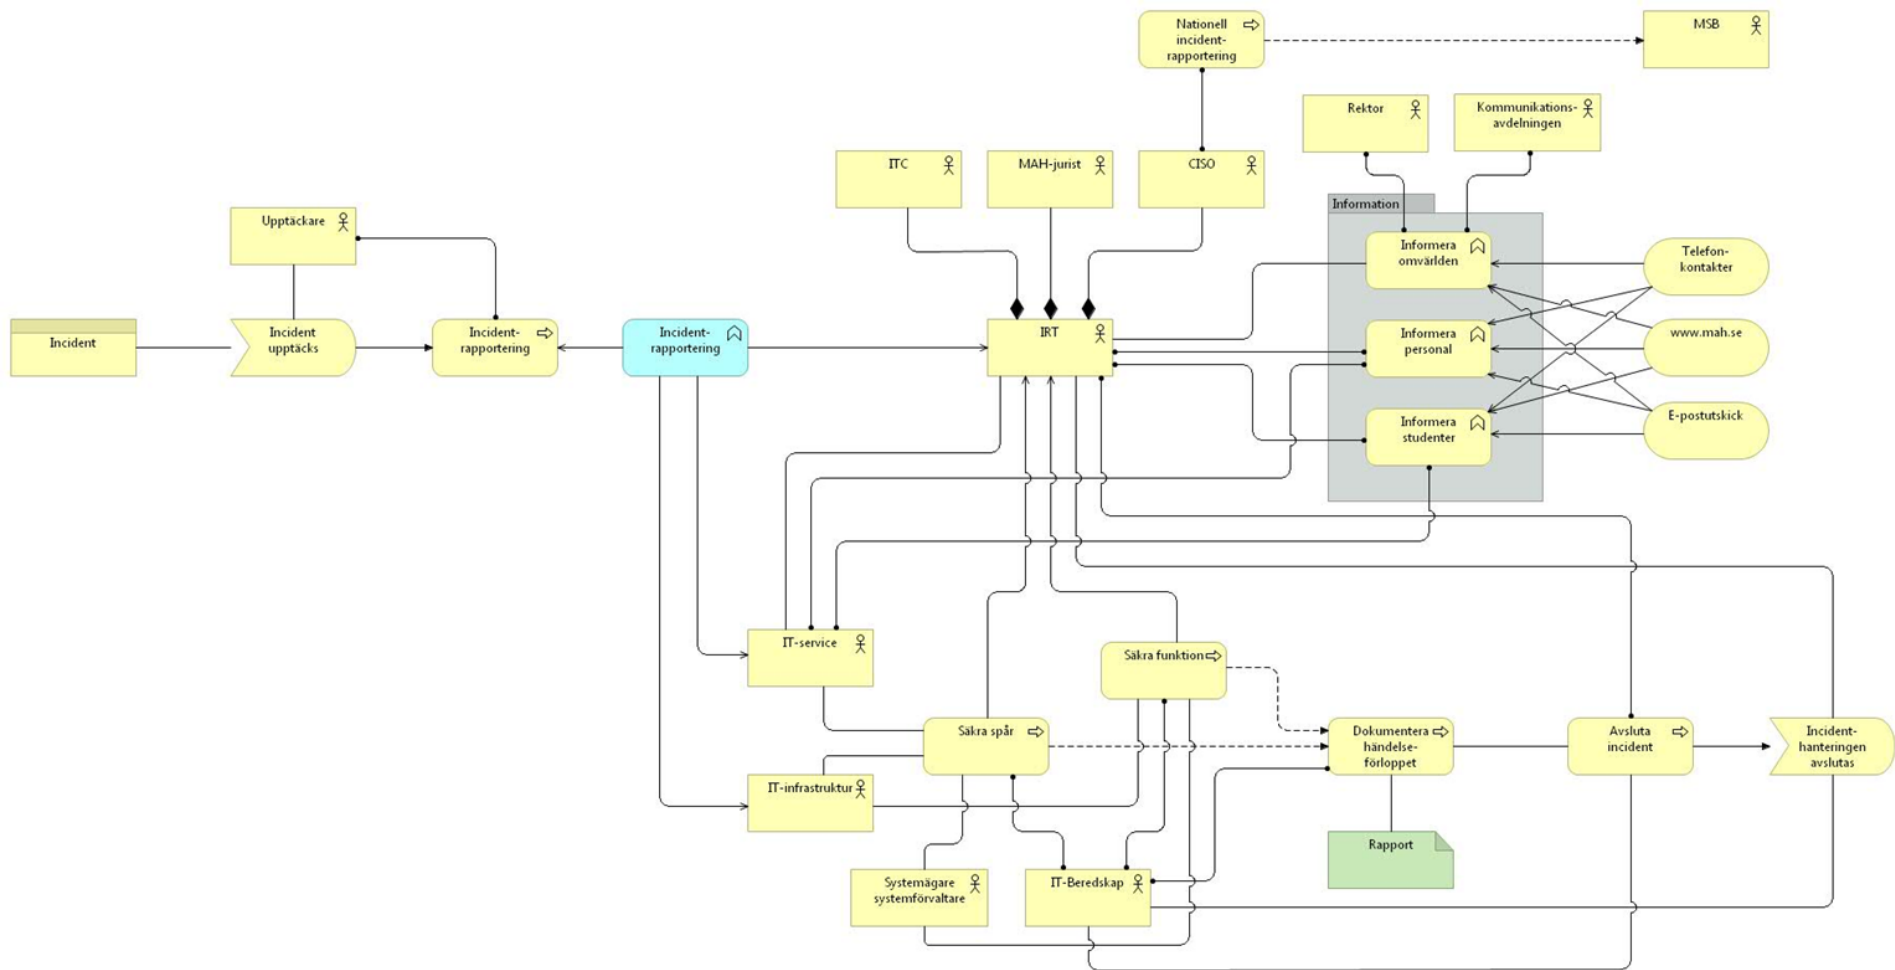 Nationell
incident-
rapportering
MSB
Rektor
Kommunikations-
avdelningen
ITC
MAH-jurist
CISO
Information
Upptäckare
Informera
omvärlden
Telefon-
kontakter
Incident
Incident
upptäcks
Incident-
rapportering
Incident-
rapportering
IRT
Informera
personal
www.mah.se
Informera
studenter
E-postutskick
IT-service
Säkra funktion
Säkra spår
Dokumentera
händelse-
förloppet
Avsluta
incident
Incident-
hanteringen
avslutas
IT-infrastruktur
Rapport
Systemägare
systemförvaltare
IT-Beredskap